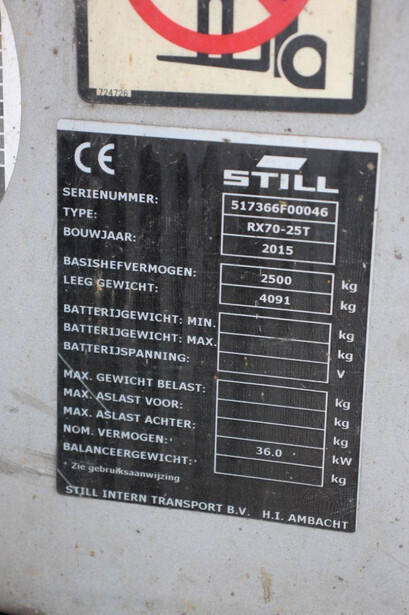 724726
CE
STILL
SERIENUMMER: 517366F00046
TYPE: RX70-25T
BOUWJAAR: 2015
BASISHEFVERMOGEN: 2500 kg
LEEG GEWICHT: 4091 kg
BATTERIJGEWICHT: MIN. kg
BATTERIJGEWICHT: MAX. kg
BATTERIJSPANNING: V
MAX. GEWICHT BELAST: kg
MAX. ASLAST VOOR: kg
MAX. ASLAST ACHTER: kg
NOM. VERMOGEN:* 36.0 kW
BALANCEERGEWICHT:* kg
* Zie gebruiksaanwijzing
STILL INTERN TRANSPORT B.V. H.I. AMBACHT